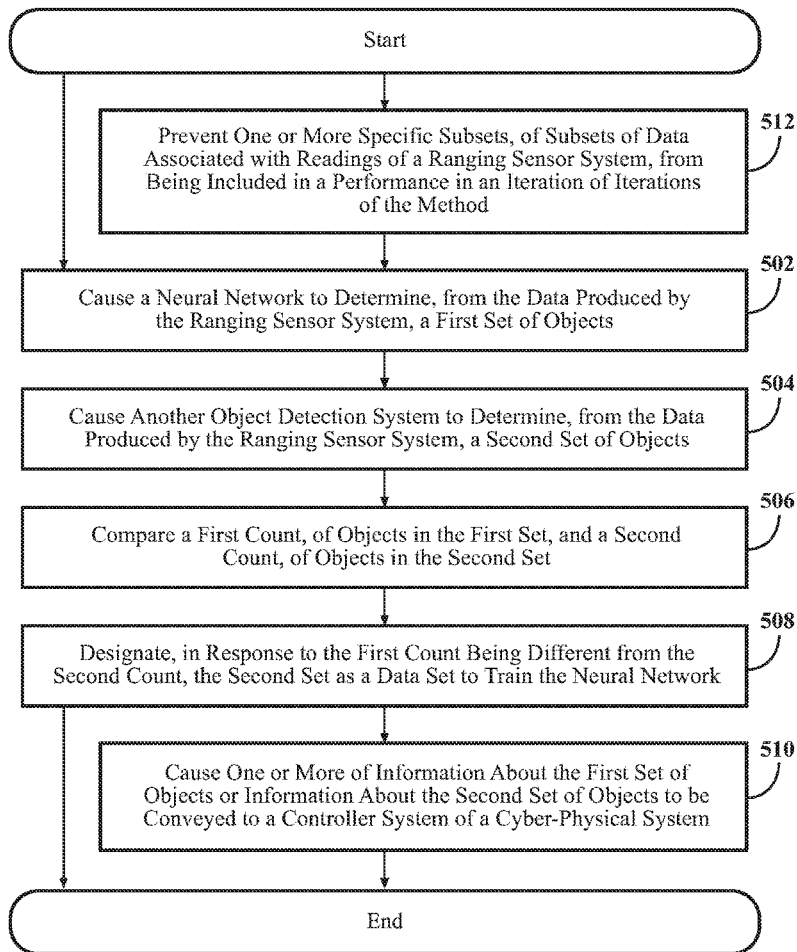 Start
512
Prevent One or More Specific Subsets, of Subsets of Data
Associated with Readings of a Ranging Sensor System, from
Being Included in a Performance in an Iteration of Iterations
of the Method
502
Cause a Neural Network to Determine, from the Data Produced by
the Ranging Sensor System, a First Set of Objects
504
Cause Another Object Detection System to Determine, from the Data
Produced by the Ranging Sensor System, a Second Set of Objects
506
Compare a First Count, of Objects in the First Set, and a Second
Count, of Objects in the Second Set
508
Designate, in Response to the First Count Being Different from the
Second Count, the Second Set as a Data Set to Train the Neural Network
510
Cause One or More of Information About the First Set of
Objects or Information About the Second Set of Objects to be
Conveyed to a Controller System of a Cyber-Physical System
End